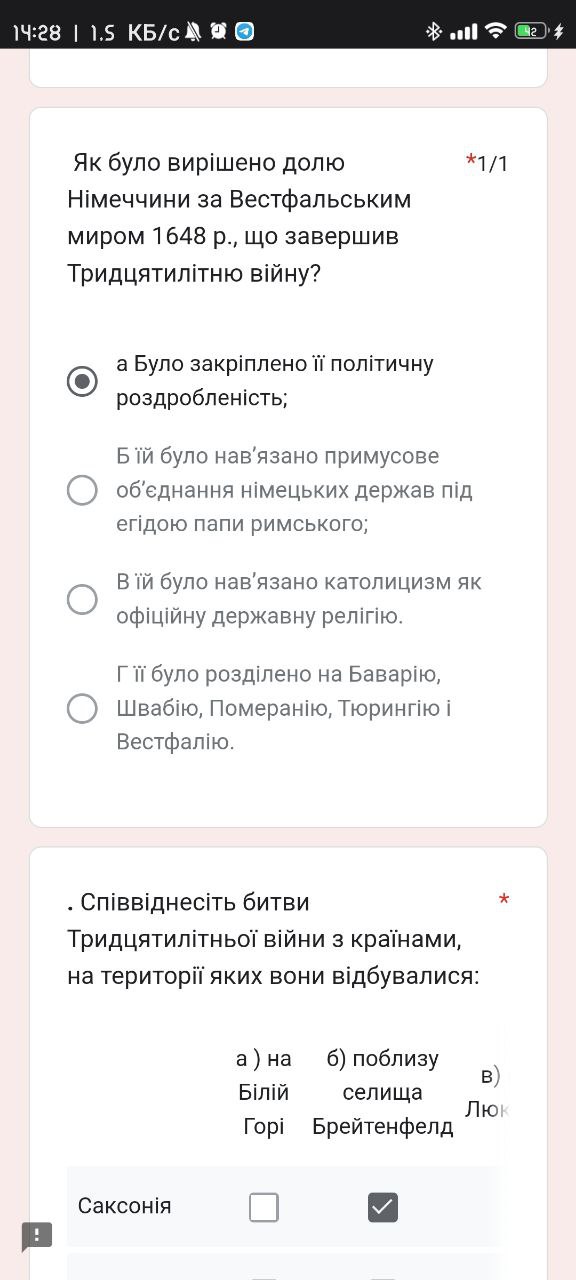 14:28 | 1.5 КБ/с
42
Як було вирішено долю *1/1
Німеччини за Вестфальським
миром 1648 р., що завершив
Тридцятилітню війну?
а Було закріплено її політичну
роздробленість;
Б їй було нав’язано примусове
об’єднання німецьких держав під
егідою папи римського;
В їй було нав’язано католицизм як
офіційну державну релігію.
Г її було розділено на Баварію,
Швабію, Померанію, Тюрингію і
Вестфалію.
. Співвіднесіть битви *
Тридцятилітньої війни з країнами,
на території яких вони відбувалися:
а ) на
Білій
Горі
б) поблизу
селища
Брейтенфелд
в)
Люк
Саксонія